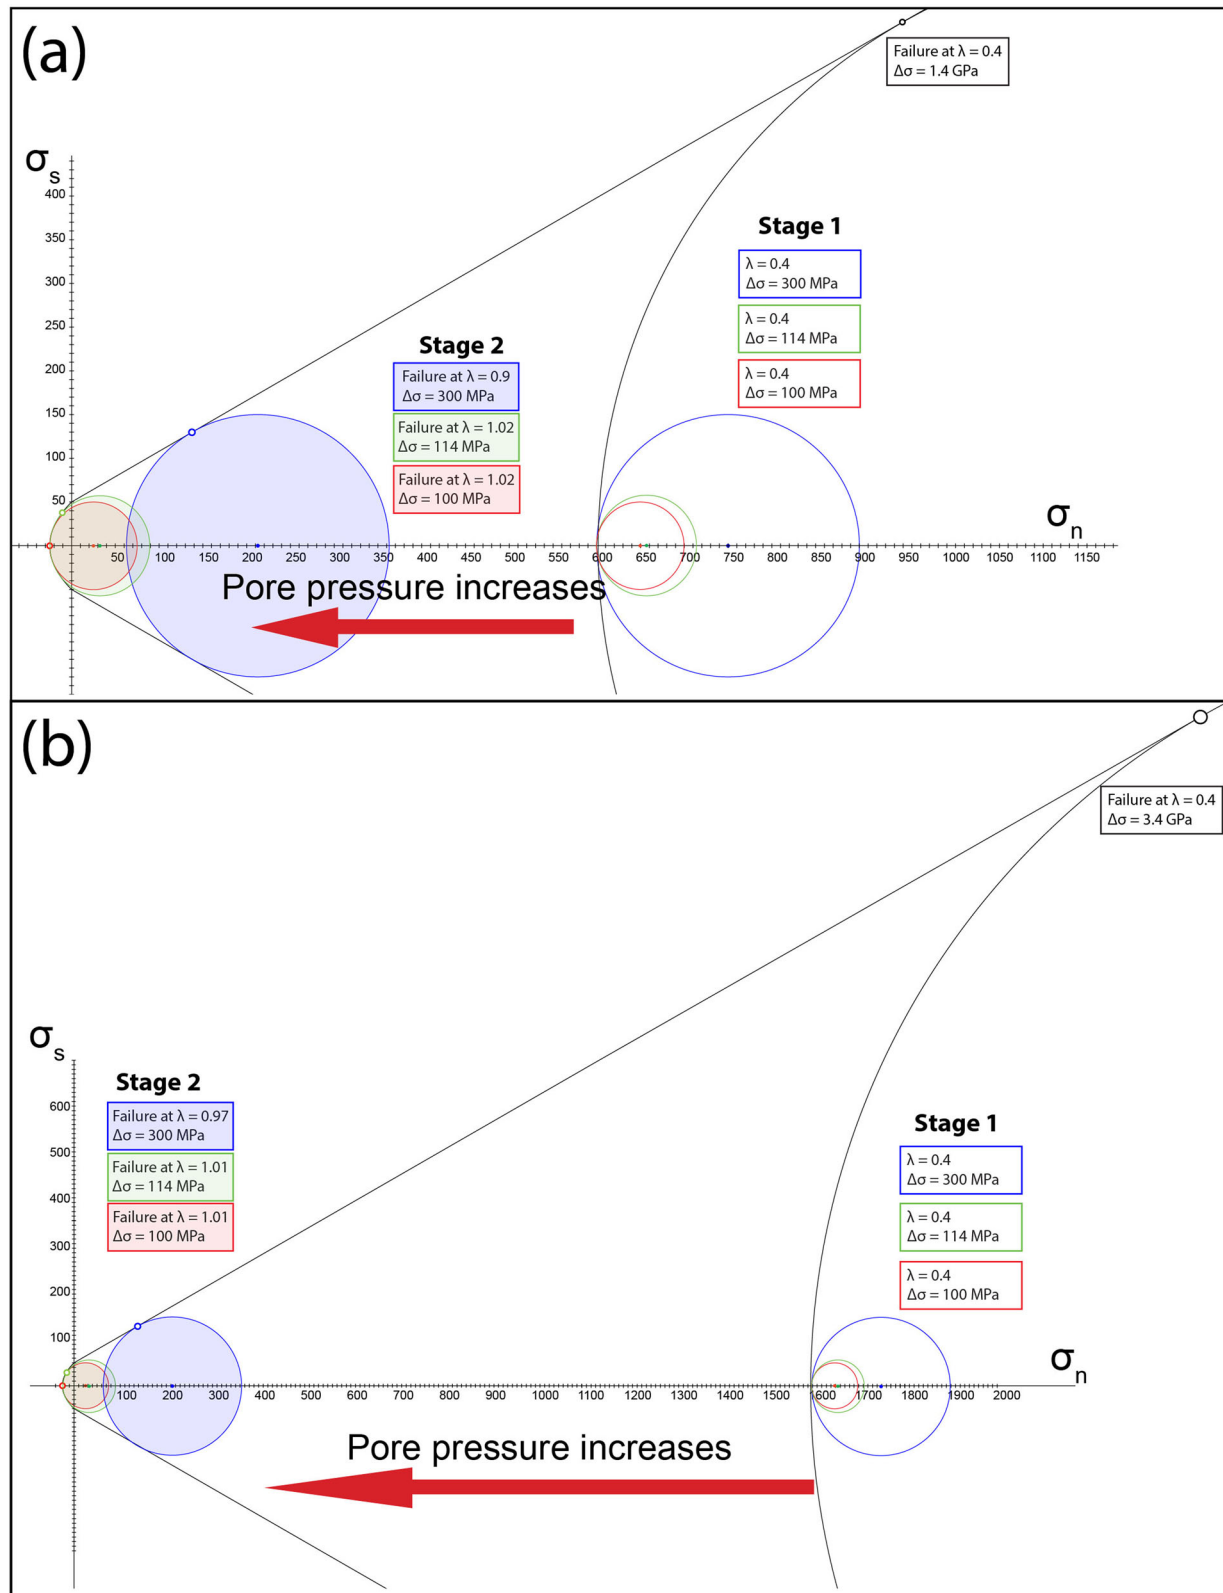 (a)
Failure at λ = 0.4
Δσ = 1.4 GPa
σs
400
350
300
250
200
150
100
50
Stage 1
λ = 0.4
Δσ = 300 MPa
λ = 0.4
Δσ = 114 MPa
λ = 0.4
Δσ = 100 MPa
Stage 2
Failure at λ = 0.9
Δσ = 300 MPa
Failure at λ = 1.02
Δσ = 114 MPa
Failure at λ = 1.02
Δσ = 100 MPa
σn
50 100 150 200 250 300 350 400 450 500 550 600 650 700 750 800 850 900 950 1000 1050 1100 1150
Pore pressure increases
(b)
Failure at λ = 0.4
Δσ = 3.4 GPa
σs
600
500
400
300
200
100
Stage 2
Failure at λ = 0.97
Δσ = 300 MPa
Failure at λ = 1.01
Δσ = 114 MPa
Failure at λ = 1.01
Δσ = 100 MPa
Stage 1
λ = 0.4
Δσ = 300 MPa
λ = 0.4
Δσ = 114 MPa
λ = 0.4
Δσ = 100 MPa
σn
100 200 300 400 500 600 700 800 900 1000 1100 1200 1300 1400 1500 1600 1700 1800 1900 2000
Pore pressure increases